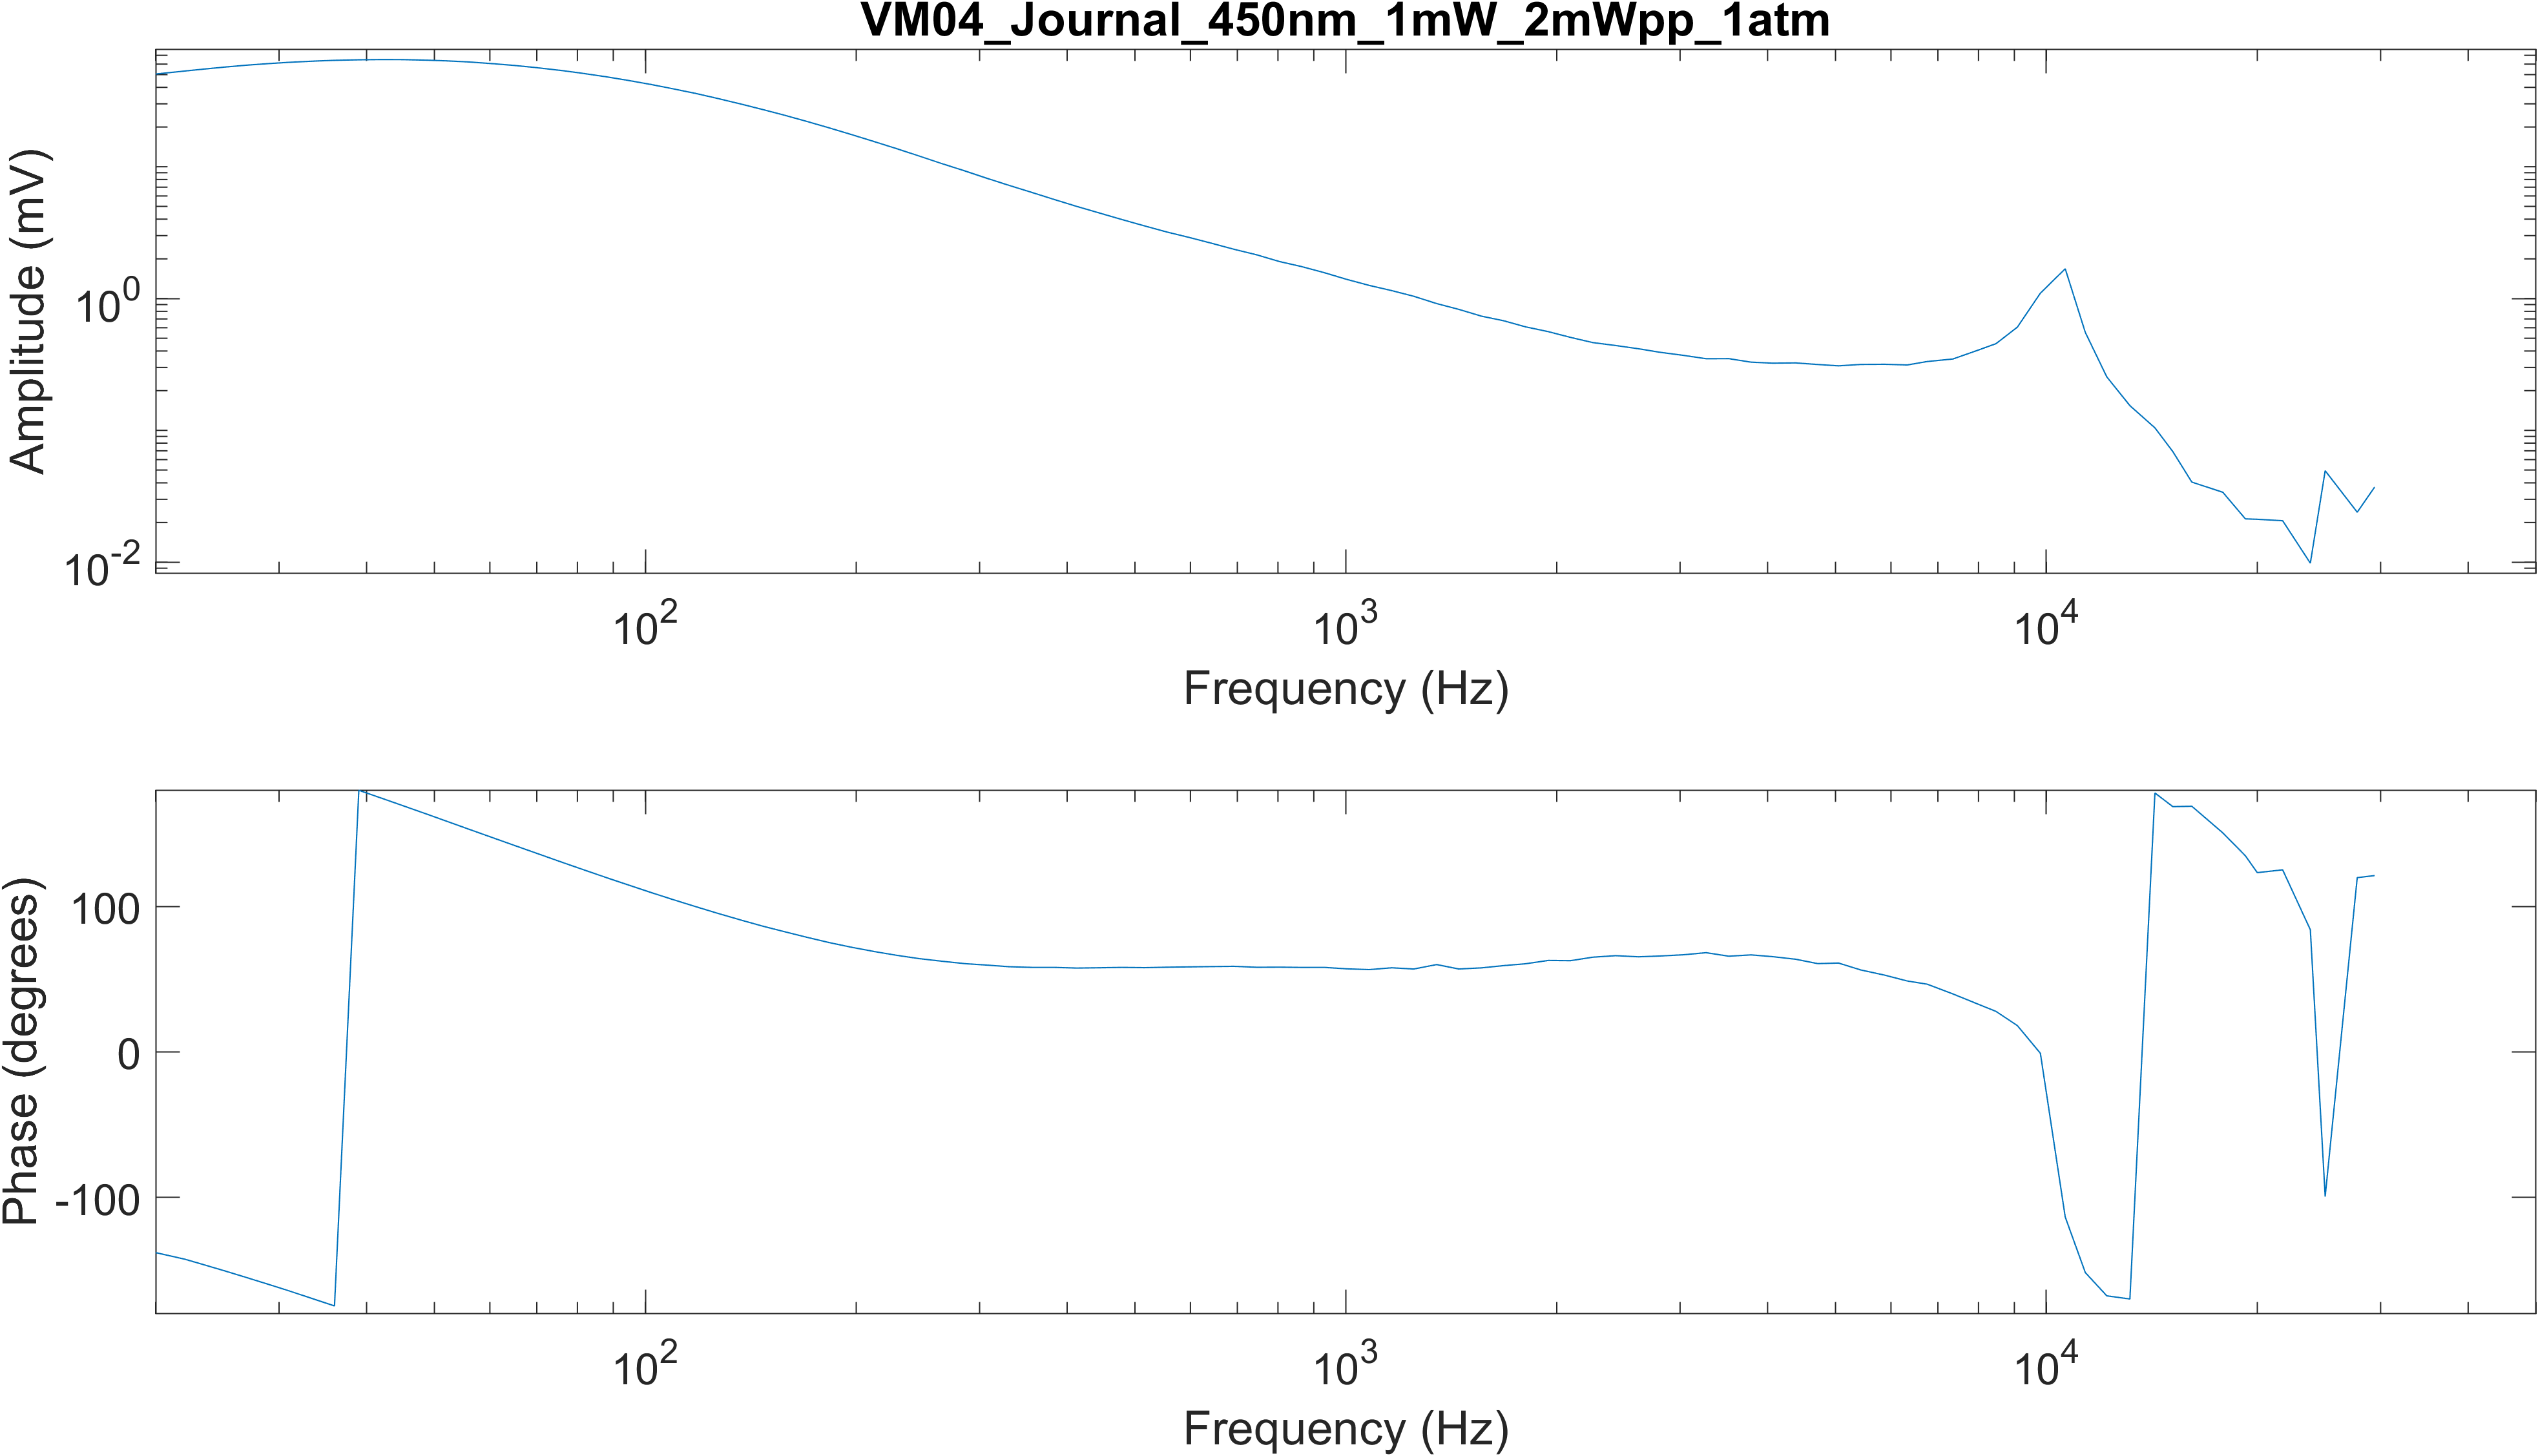 VM04_Journal_450nm_1mW_2mWpp_1atm
Amplitude (mV)
10^0
10^-2
10^2
10^3
10^4
Frequency (Hz)
Phase (degrees)
100
0
-100
10^2
10^3
10^4
Frequency (Hz)